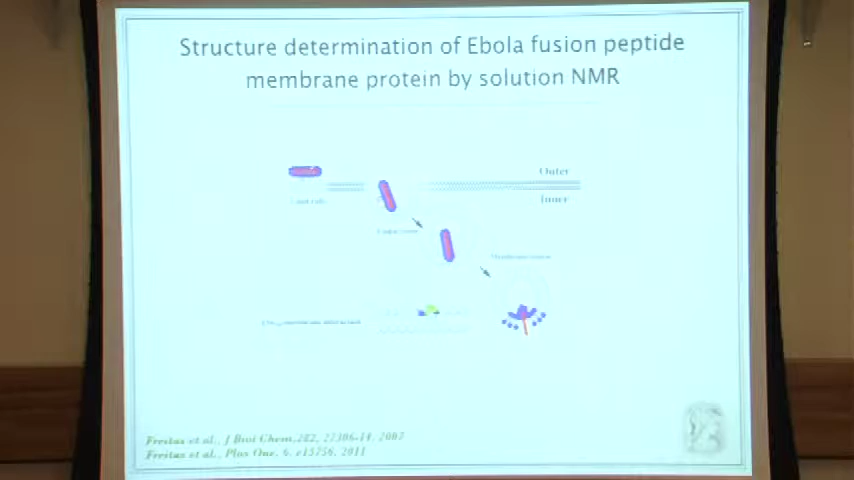 Structure determination of Ebola fusion peptide
membrane protein by solution NMR
Outer
Inner
Freitas et al., J Biol Chem, 282, 27306-14, 2007
Freitas et al., Plos One, 6, e15756, 2011